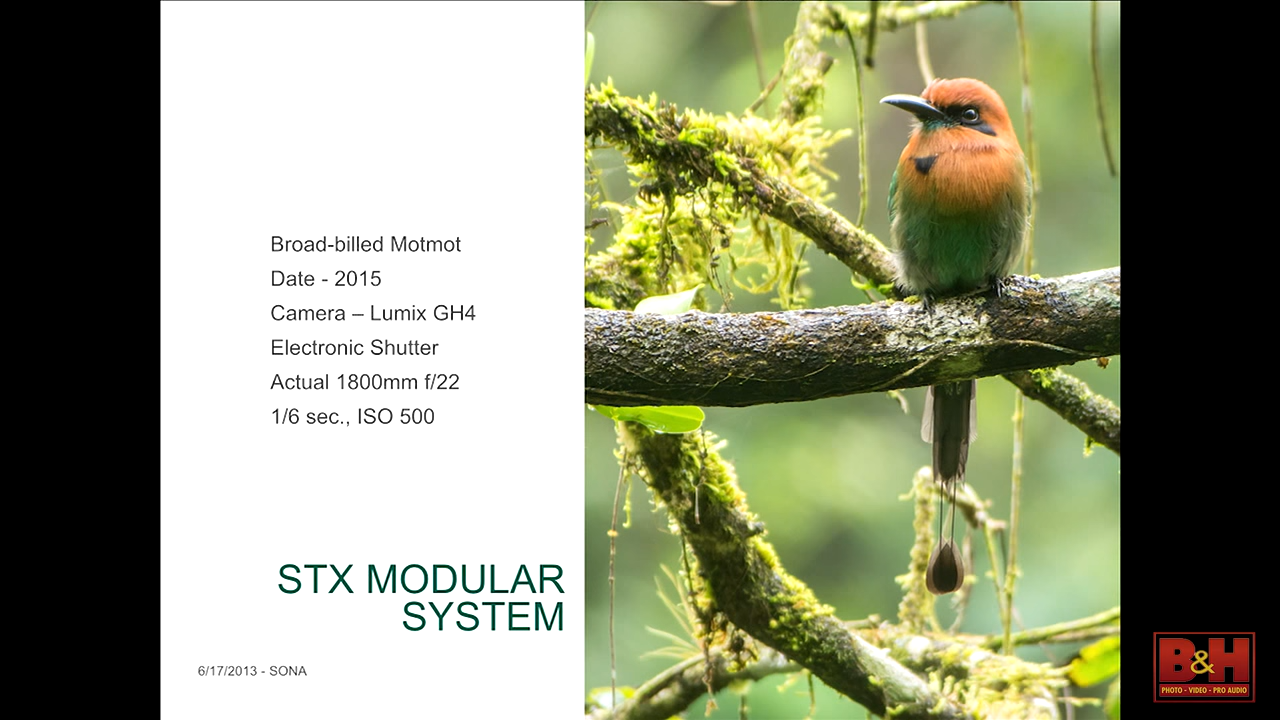 Broad-billed Motmot
Date - 2015
Camera – Lumix GH4
Electronic Shutter
Actual 1800mm f/22
1/6 sec., ISO 500
STX MODULAR
SYSTEM
6/17/2013 - SONA
B&H
PHOTO - VIDEO - PRO AUDIO